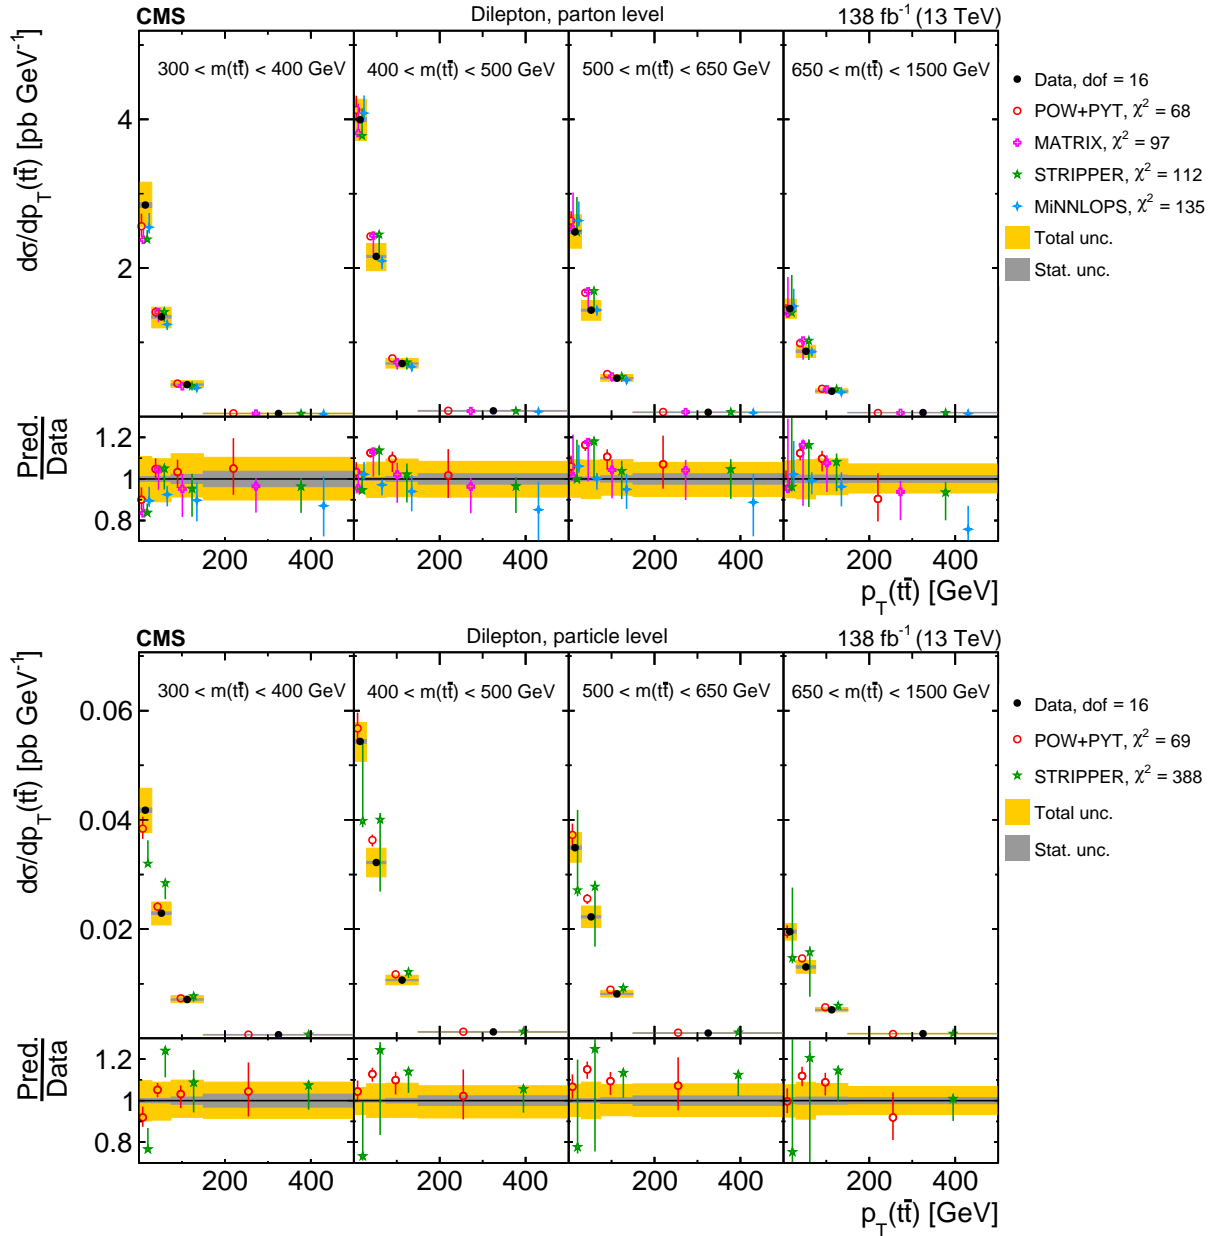 CMS Dilepton, parton level 138 fb⁻¹ (13 TeV)
dσ/dp_T(tt̄) [pb GeV⁻¹]
300 < m(tt̄) < 400 GeV 400 < m(tt̄) < 500 GeV 500 < m(tt̄) < 650 GeV 650 < m(tt̄) < 1500 GeV
4
2
Data, dof = 16
POW+PYT, χ² = 68
MATRIX, χ² = 97
STRIPPER, χ² = 112
MiNNLOPS, χ² = 135
Total unc.
Stat. unc.
Pred.
Data
1.2
1
0.8
200 400 200 400 200 400 200 400
p_T(tt̄) [GeV]
CMS Dilepton, particle level 138 fb⁻¹ (13 TeV)
dσ/dp_T(tt̄) [pb GeV⁻¹]
300 < m(tt̄) < 400 GeV 400 < m(tt̄) < 500 GeV 500 < m(tt̄) < 650 GeV 650 < m(tt̄) < 1500 GeV
0.06
0.04
0.02
Data, dof = 16
POW+PYT, χ² = 69
STRIPPER, χ² = 388
Total unc.
Stat. unc.
Pred.
Data
1.2
1
0.8
200 400 200 400 200 400 200 400
p_T(tt̄) [GeV]